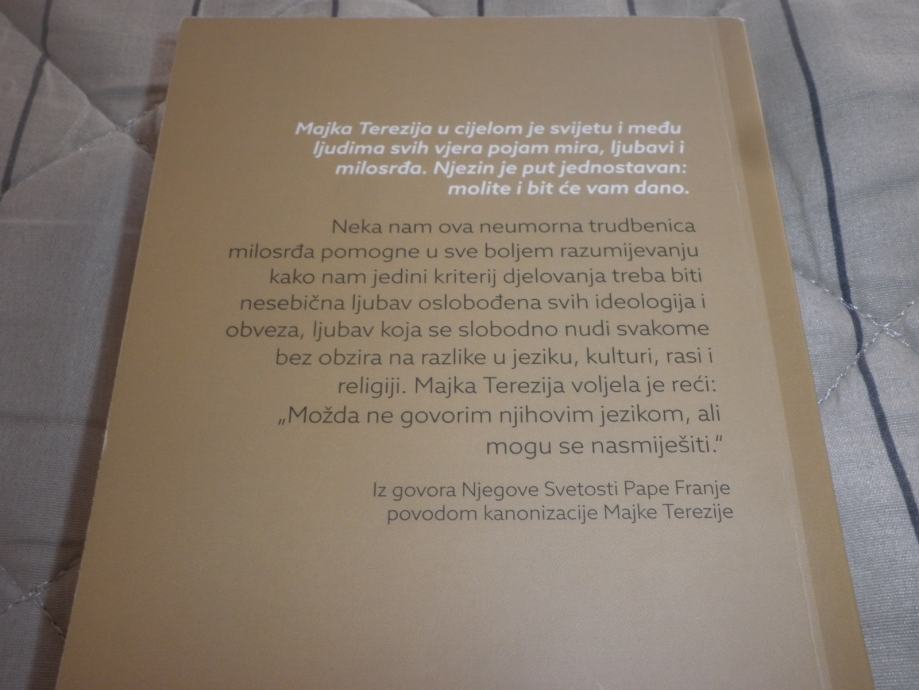 Majka Terezija u cijelom je svijetu i među
ljudima svih vjera pojam mira, ljubavi i
milosrđa. Njezin je put jednostavan:
molite i bit će vam dano.
Neka nam ova neumorna trudbenica
milosrđa pomogne u sve boljem razumijevanju
kako nam jedini kriterij djelovanja treba biti
nesebična ljubav oslobođena svih ideologija i
obveza, ljubav koja se slobodno nudi svakome
bez obzira na razlike u jeziku, kulturi, rasi i
religiji. Majka Terezija voljela je reći:
„Možda ne govorim njihovim jezikom, ali
mogu se nasmiješiti.“
Iz govora Njegove Svetosti Pape Franje
povodom kanonizacije Majke Terezije